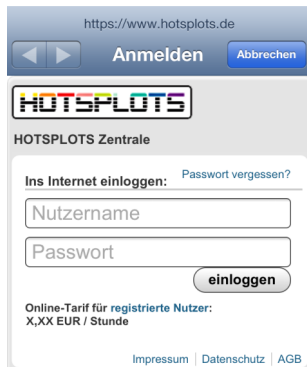 https://www.hotsplots.de
Anmelden
Abbrechen
HOTSPLOTS
HOTSPLOTS Zentrale
Ins Internet einloggen: Passwort vergessen?
Nutzername
Passwort
einloggen
Online-Tarif für registrierte Nutzer:
X,XX EUR / Stunde
Impressum | Datenschutz | AGB